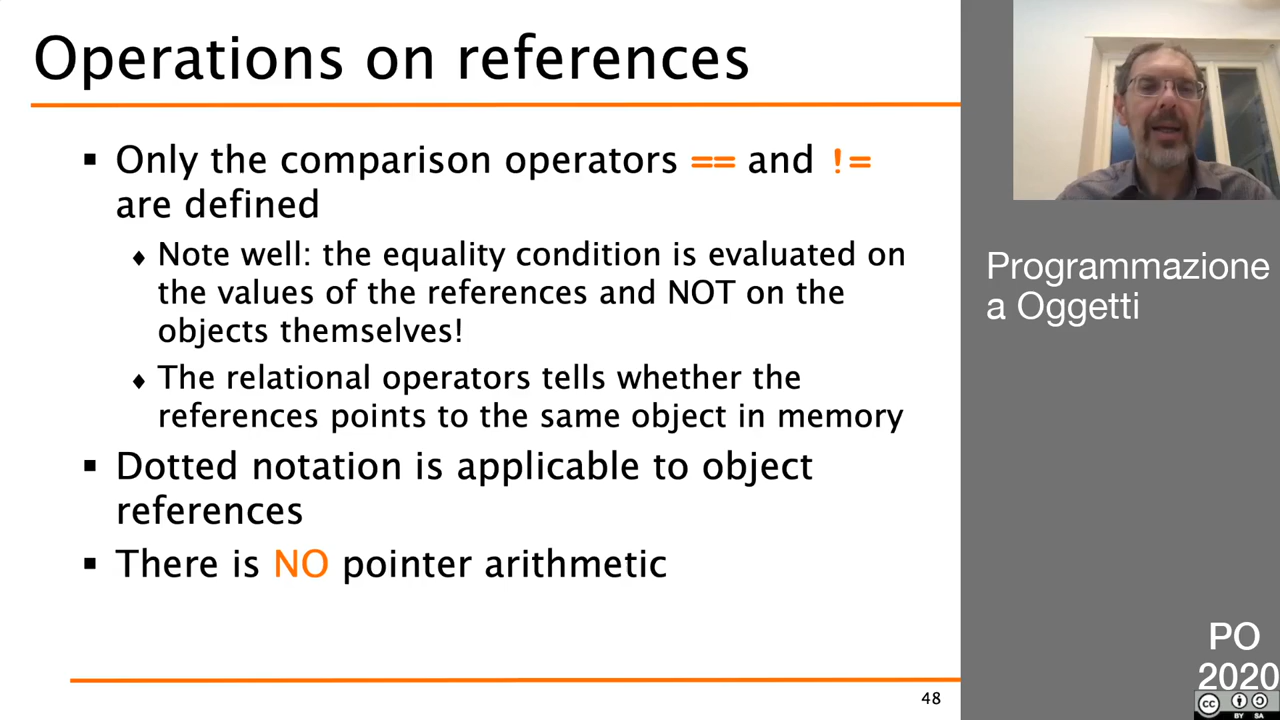 Operations on references
▪ Only the comparison operators == and !=
are defined
♦ Note well: the equality condition is evaluated on
the values of the references and NOT on the
objects themselves!
♦ The relational operators tells whether the
references points to the same object in memory
▪ Dotted notation is applicable to object
references
▪ There is NO pointer arithmetic
48
Programmazione
a Oggetti
PO
2020
cc
BY SA